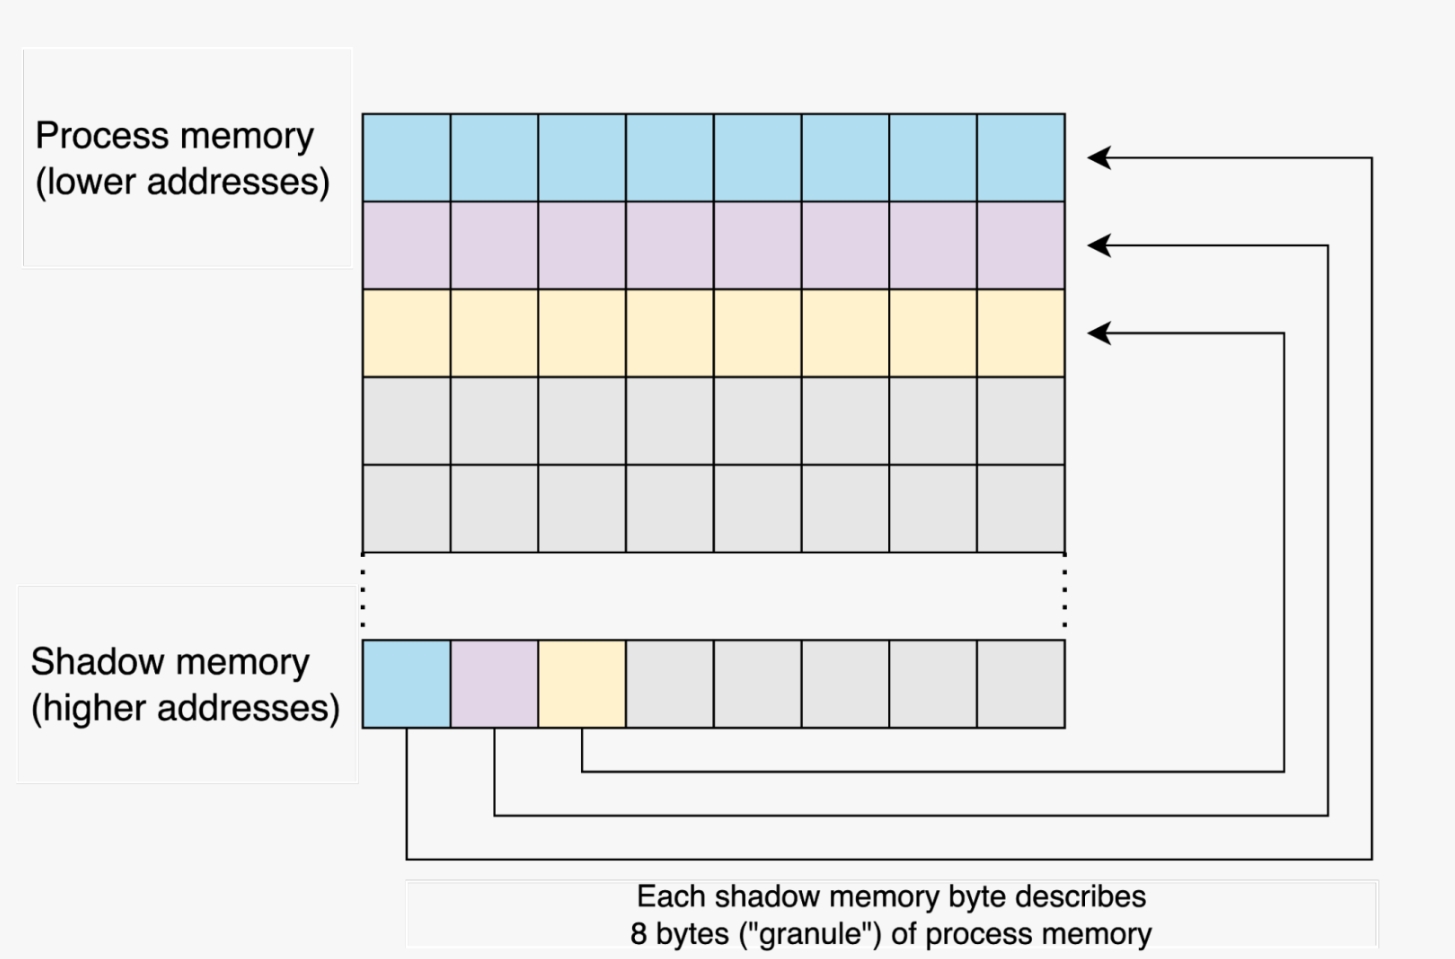 Process memory
(lower addresses)
Shadow memory
(higher addresses)
Each shadow memory byte describes
8 bytes ("granule") of process memory